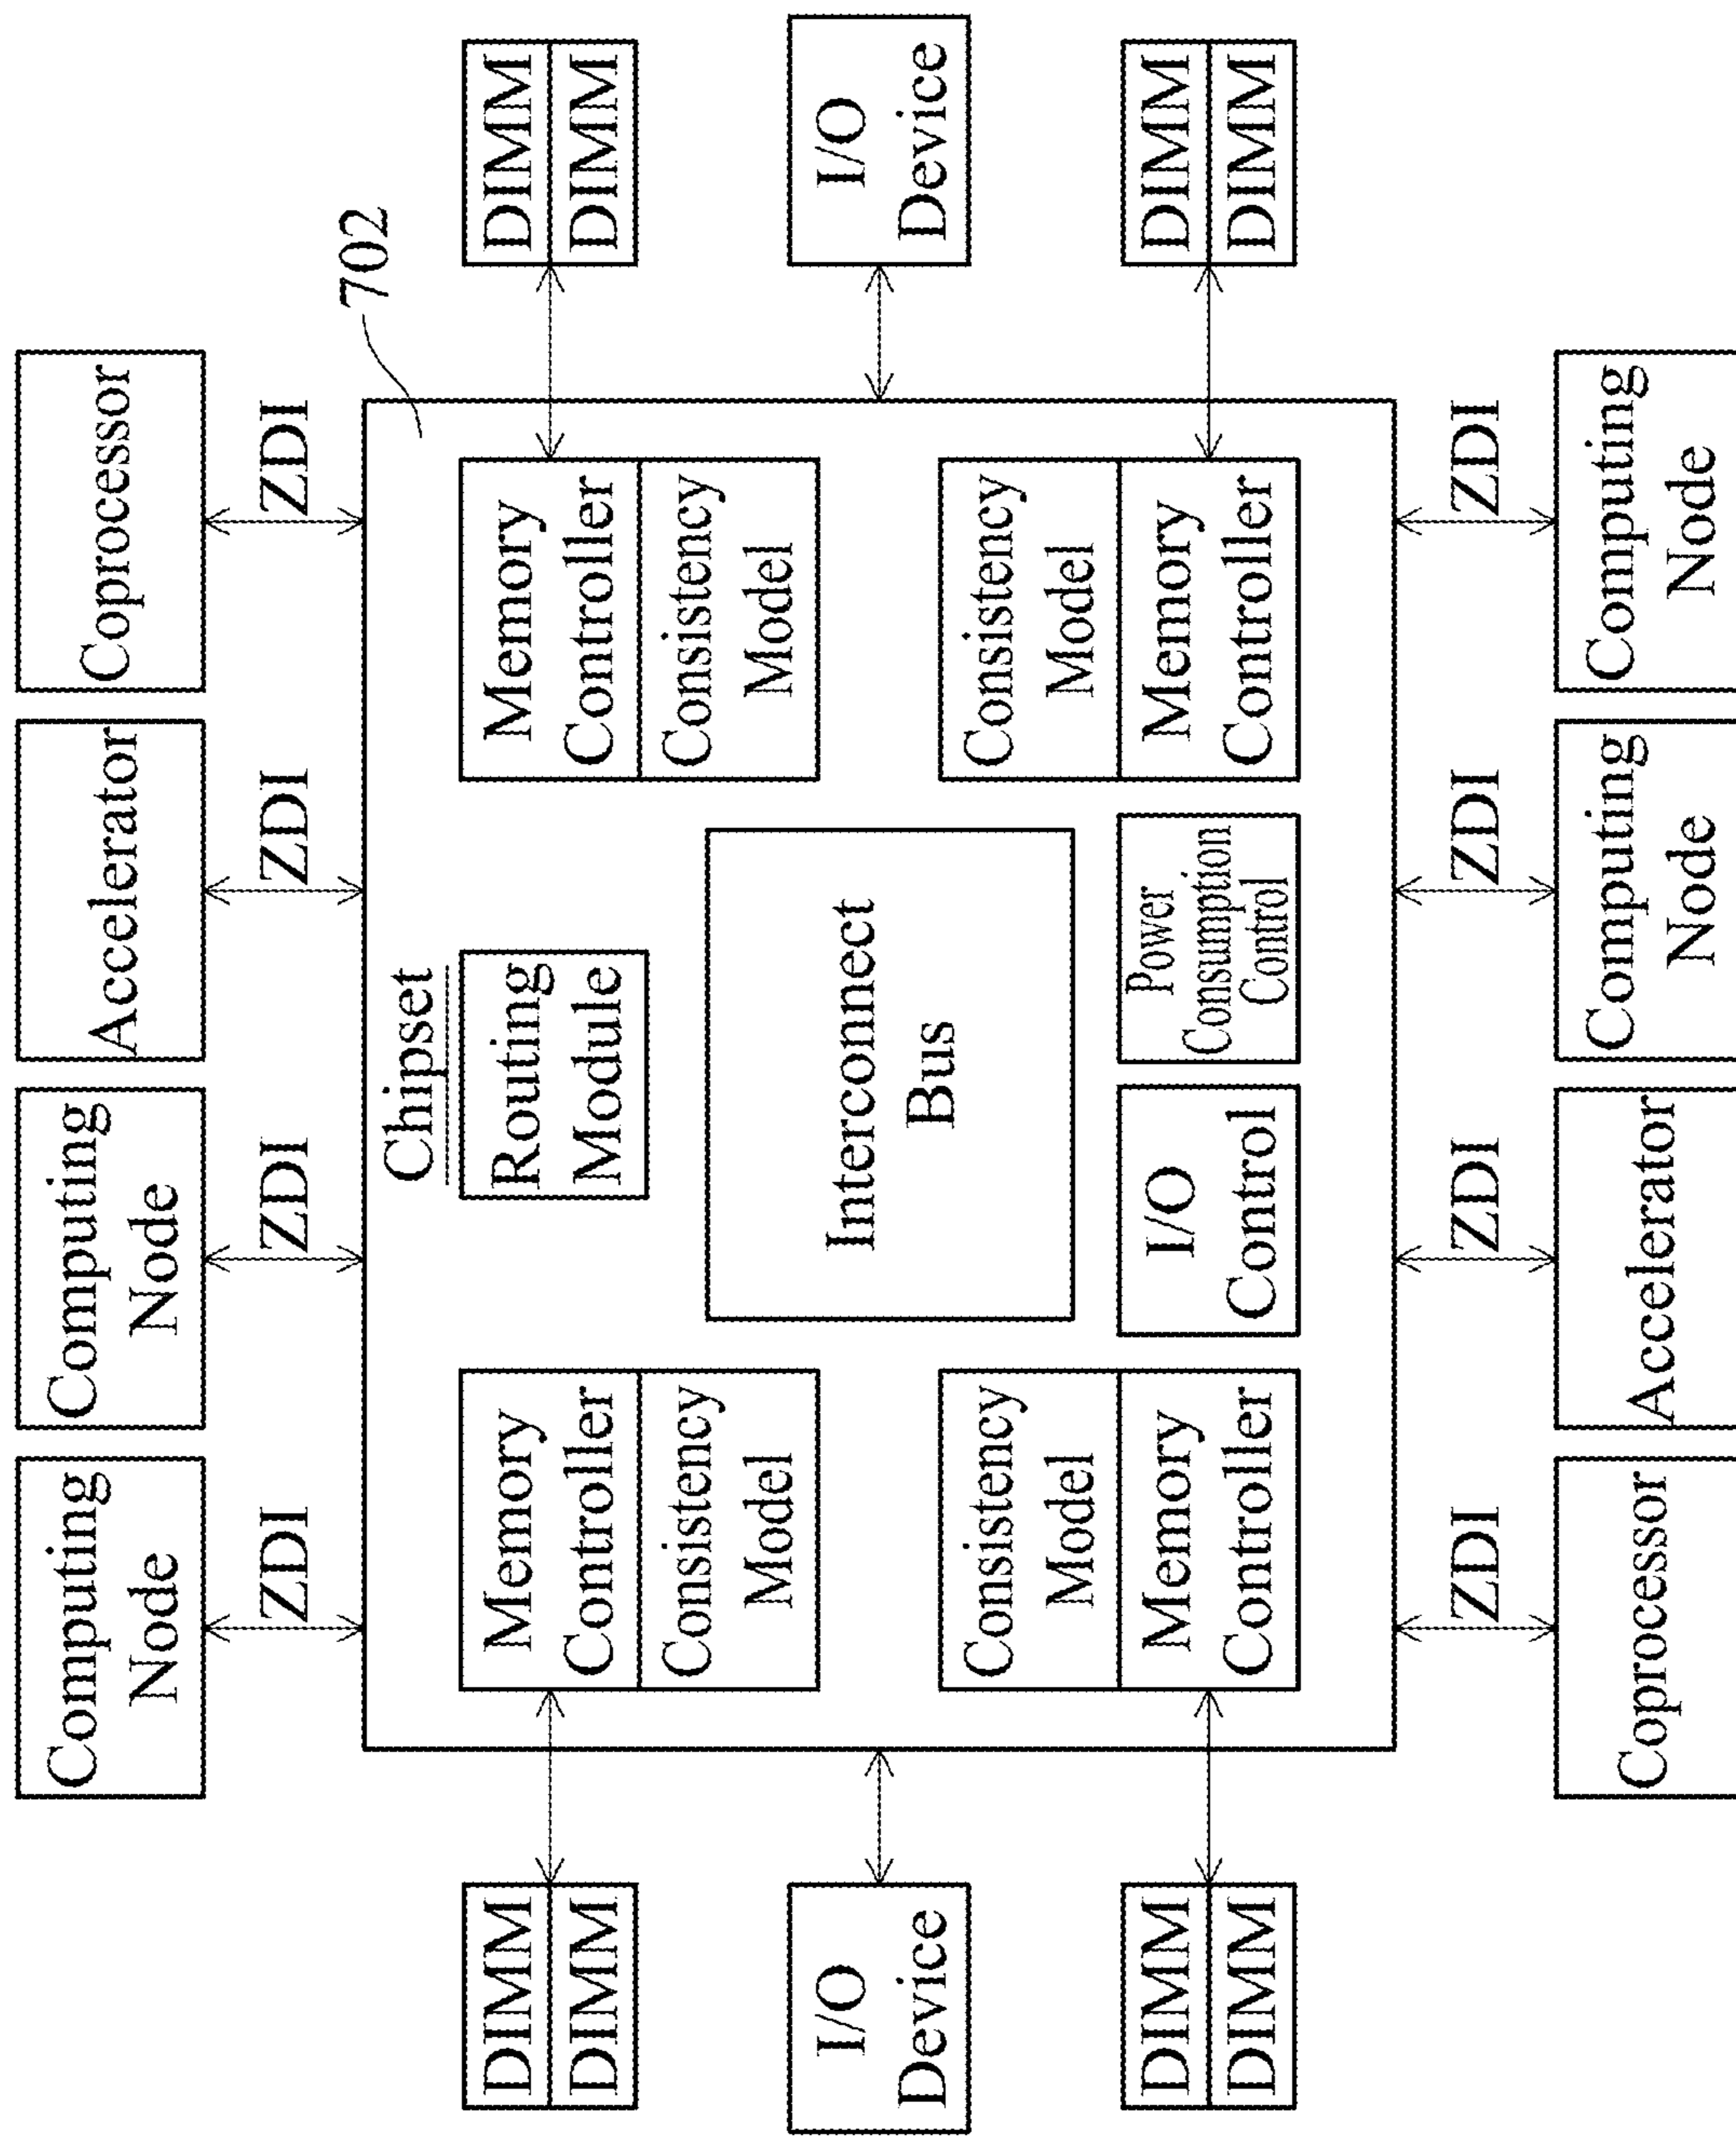 Computing
Node
Computing
Node
Accelerator
Coprocessor
ZDI
ZDI
ZDI
ZDI
702
Chipset
DIMM
DIMM
Memory
Controller
Consistency
Model
Routing
Module
Memory
Controller
Consistency
Model
DIMM
DIMM
I/O
Device
Interconnect
Bus
I/O
Device
DIMM
DIMM
Consistency
Model
Memory
Controller
I/O
Control
Power
Consumption
Control
Consistency
Model
Memory
Controller
DIMM
DIMM
ZDI
ZDI
ZDI
ZDI
Coprocessor
Accelerator
Computing
Node
Computing
Node